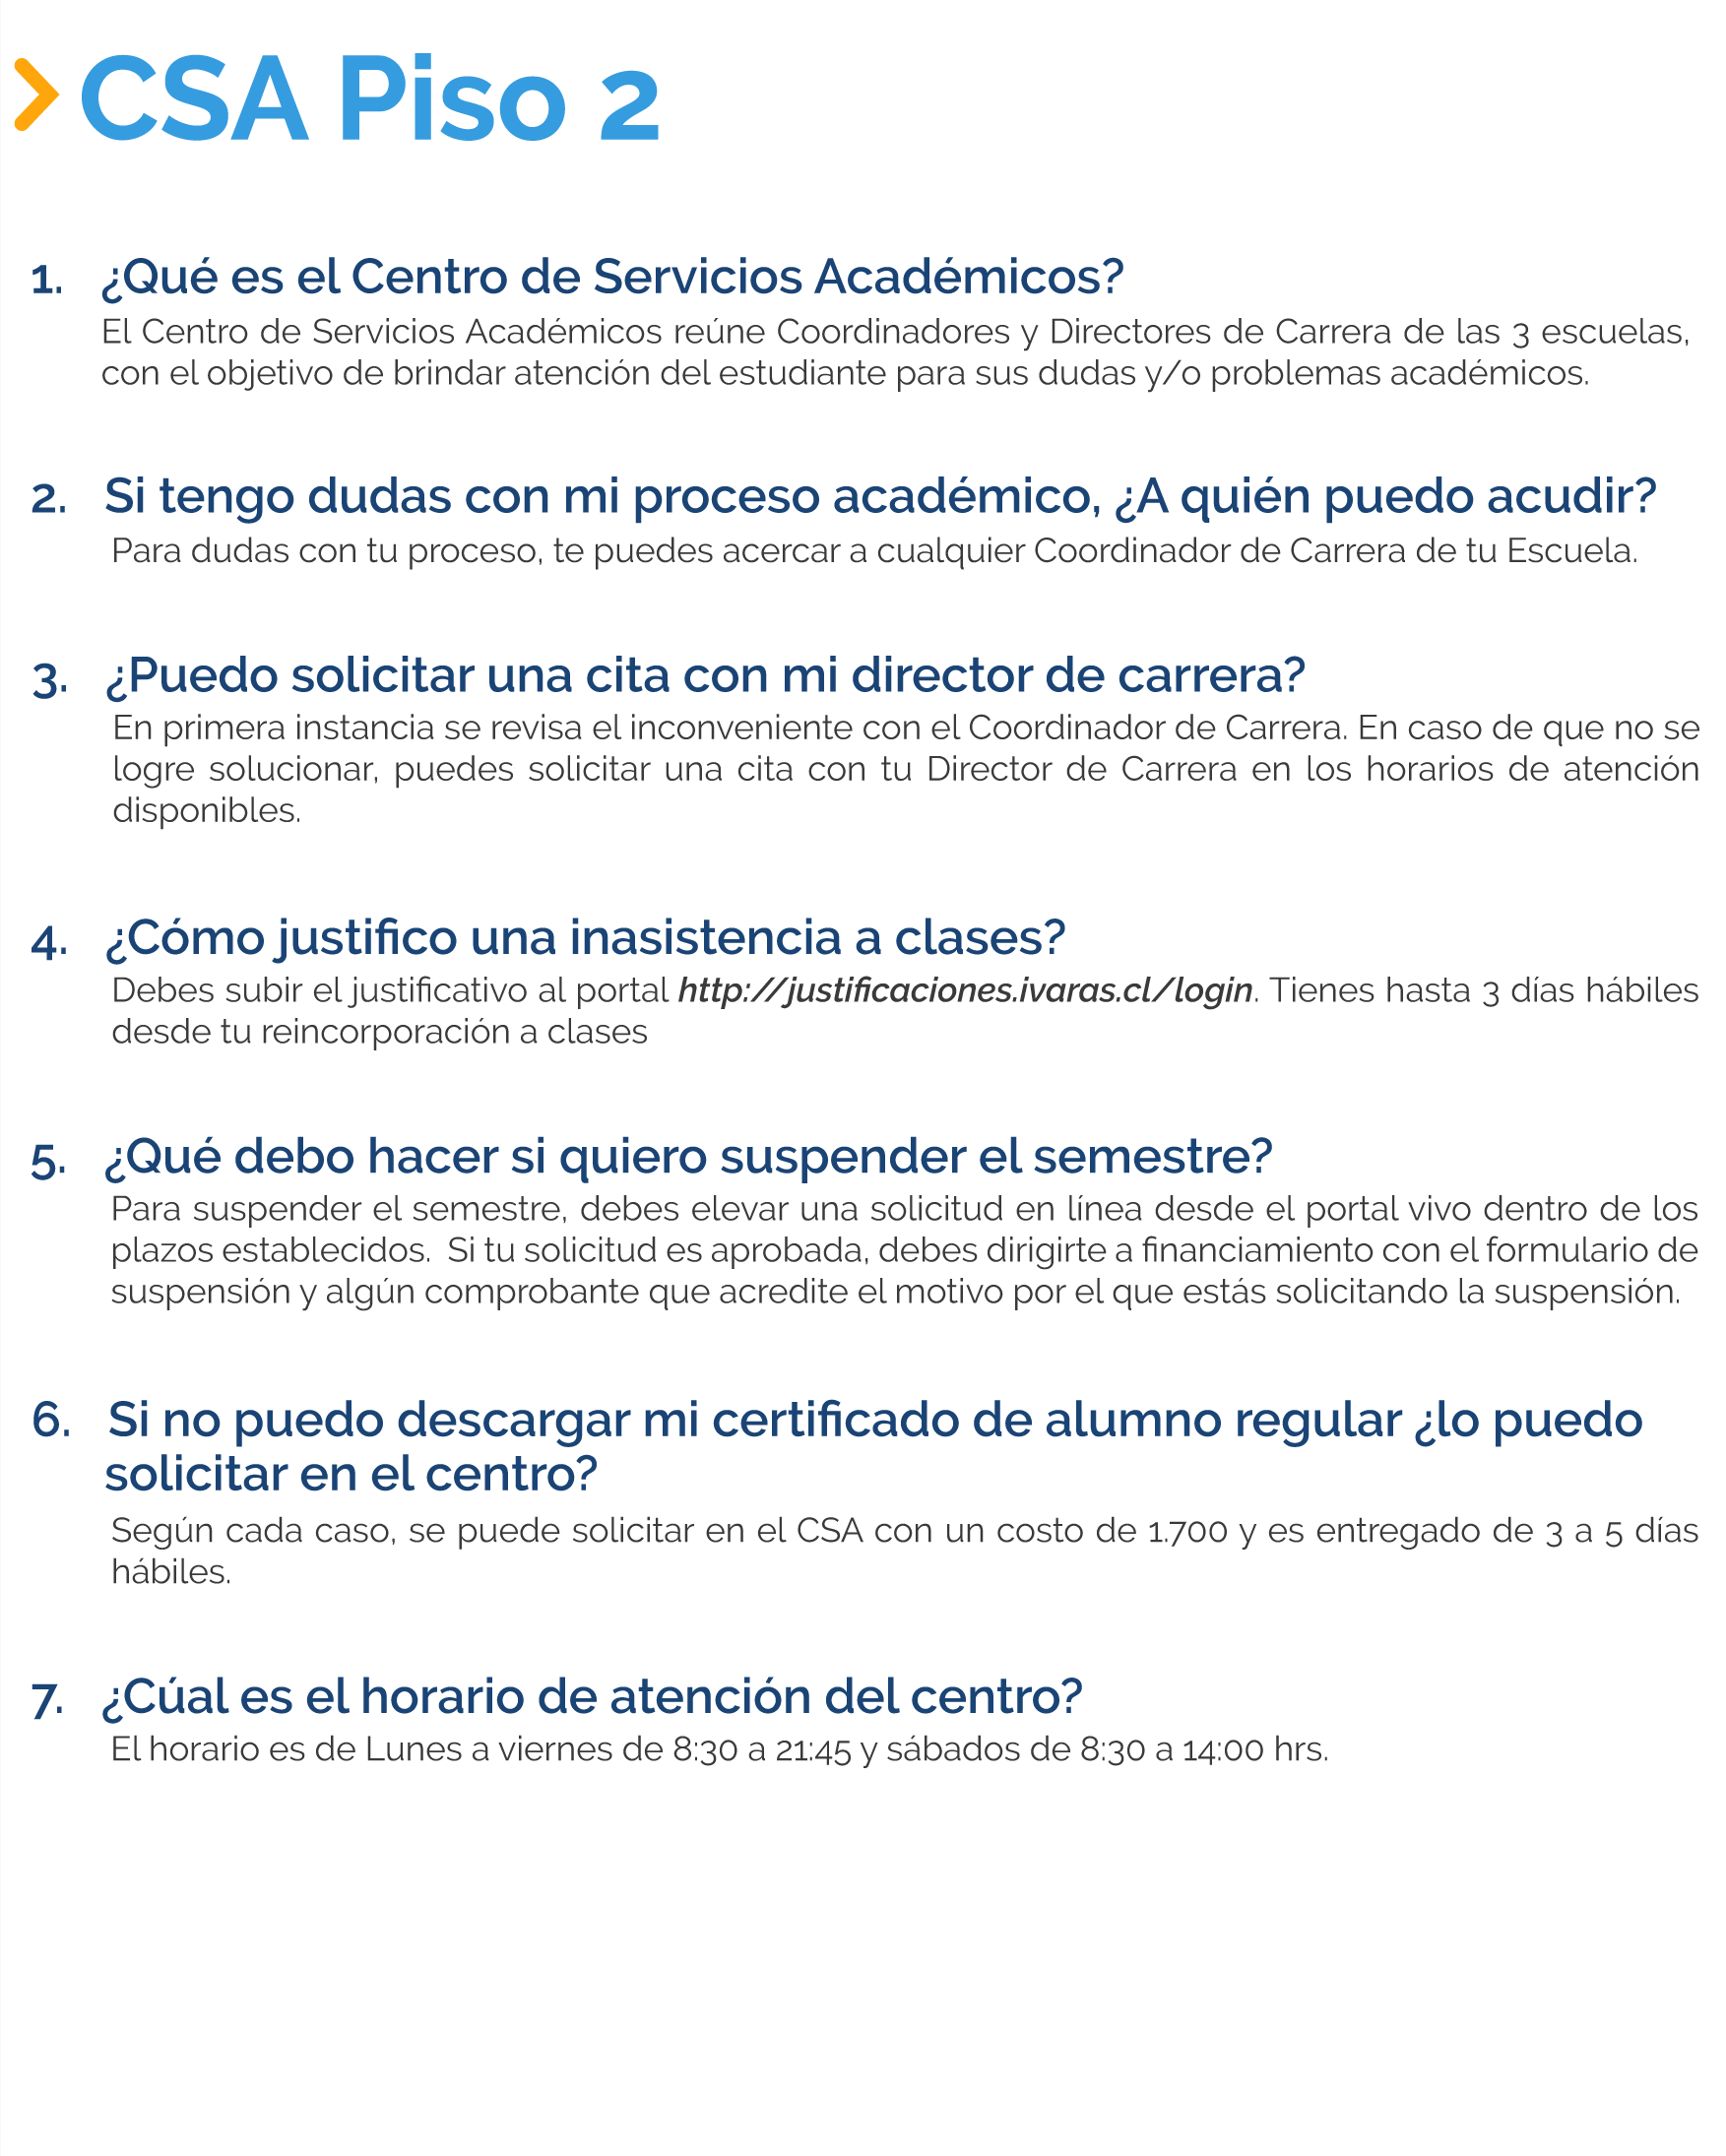 CSA Piso 2
1. ¿Qué es el Centro de Servicios Académicos?
El Centro de Servicios Académicos reúne Coordinadores y Directores de Carrera de las 3 escuelas,
con el objetivo de brindar atención del estudiante para sus dudas y/o problemas académicos.
2. Si tengo dudas con mi proceso académico, ¿A quién puedo acudir?
Para dudas con tu proceso, te puedes acercar a cualquier Coordinador de Carrera de tu Escuela.
3. ¿Puedo solicitar una cita con mi director de carrera?
En primera instancia se revisa el inconveniente con el Coordinador de Carrera. En caso de que no se
logre solucionar, puedes solicitar una cita con tu Director de Carrera en los horarios de atención
disponibles.
4. ¿Cómo justifico una inasistencia a clases?
Debes subir el justificativo al portal http://justificaciones.ivaras.cl/login. Tienes hasta 3 días hábiles
desde tu reincorporación a clases
5. ¿Qué debo hacer si quiero suspender el semestre?
Para suspender el semestre, debes elevar una solicitud en línea desde el portal vivo dentro de los
plazos establecidos. Si tu solicitud es aprobada, debes dirigirte a financiamiento con el formulario de
suspensión y algún comprobante que acredite el motivo por el que estás solicitando la suspensión.
6. Si no puedo descargar mi certificado de alumno regular ¿lo puedo
solicitar en el centro?
Según cada caso, se puede solicitar en el CSA con un costo de 1.700 y es entregado de 3 a 5 días
hábiles.
7. ¿Cúal es el horario de atención del centro?
El horario es de Lunes a viernes de 8:30 a 21:45 y sábados de 8:30 a 14:00 hrs.